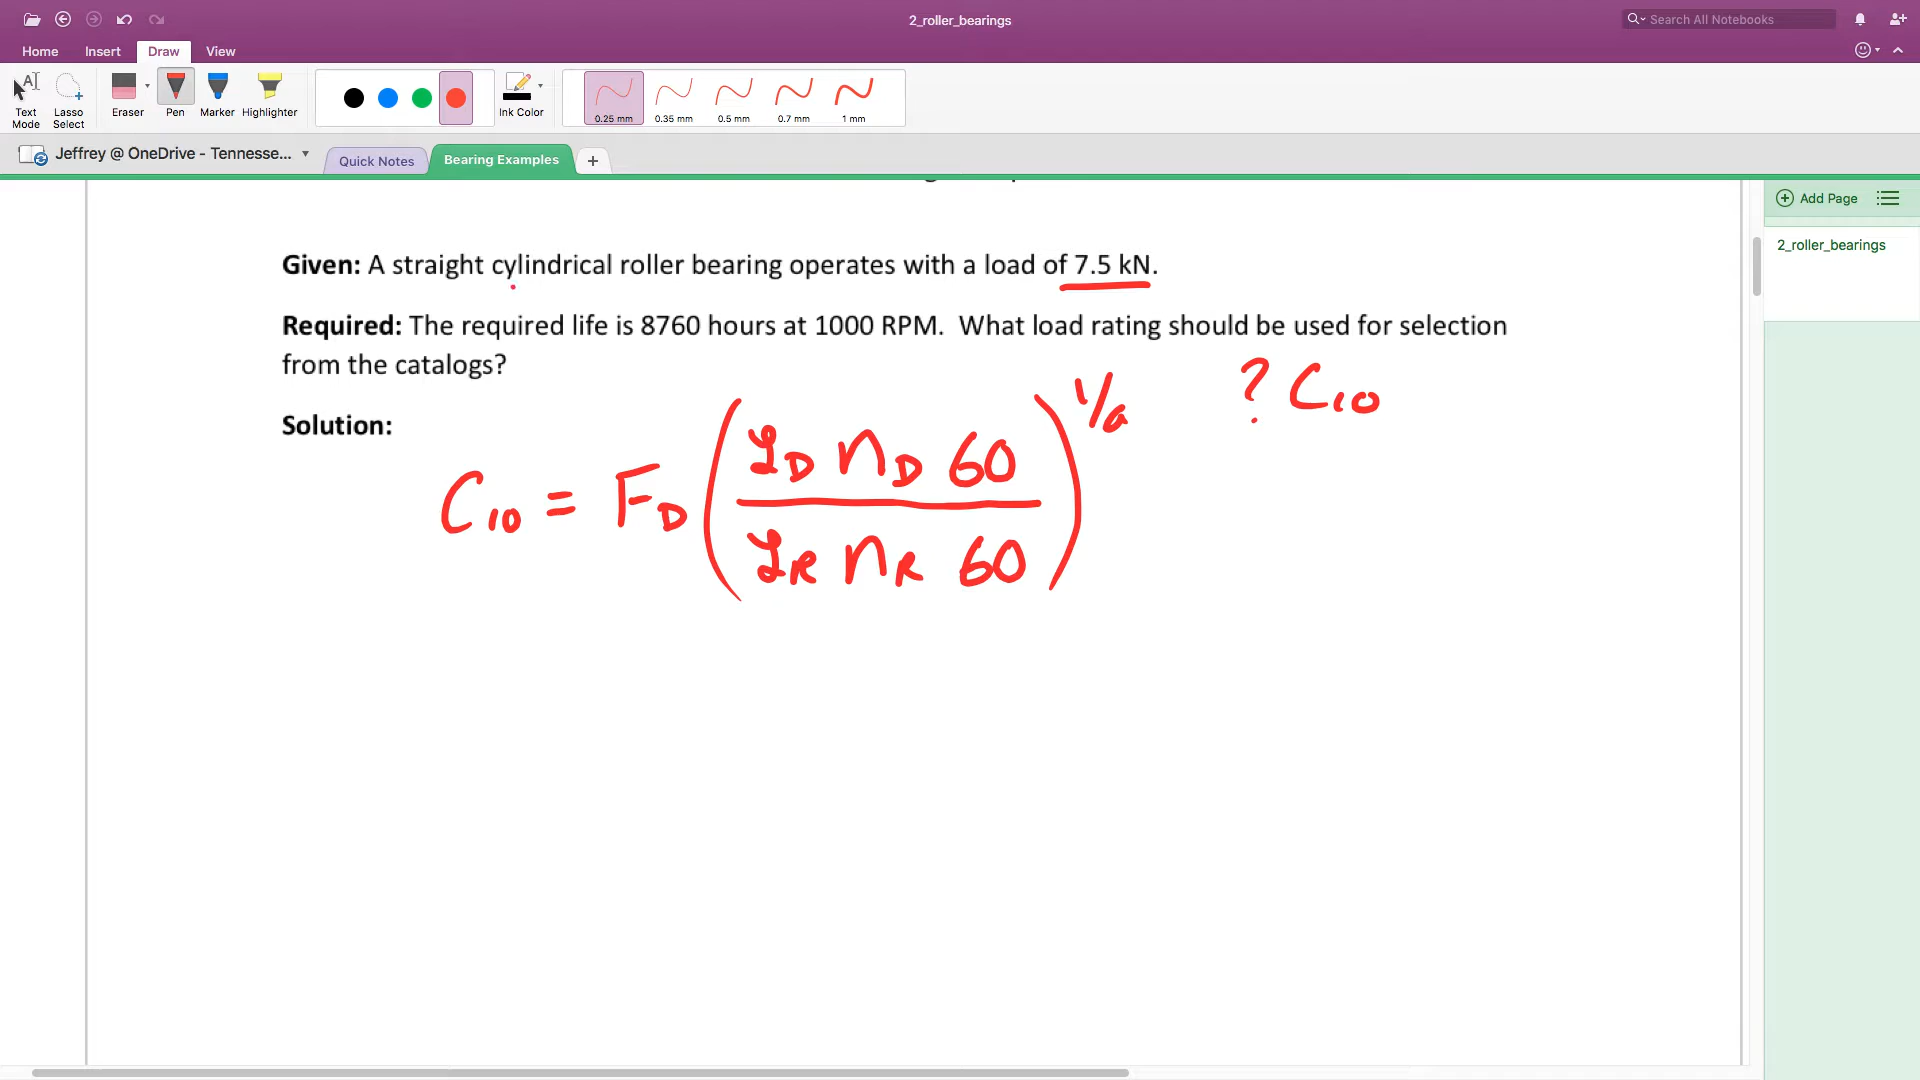 2_roller_bearings
Search All Notebooks
Home Insert Draw View
Text Mode
Lasso Select
Eraser
Pen
Marker
Highlighter
Ink Color
0.25 mm
0.35 mm
0.5 mm
0.7 mm
1 mm
Jeffrey @ OneDrive - Tennesse...
Quick Notes
Bearing Examples
+
Add Page
2_roller_bearings
Given: A straight cylindrical roller bearing operates with a load of 7.5 kN.
Required: The required life is 8760 hours at 1000 RPM. What load rating should be used for selection
from the catalogs?
? C10
Solution:
C10 = FD (ℒD nD 60 / ℒR nR 60)^1/a